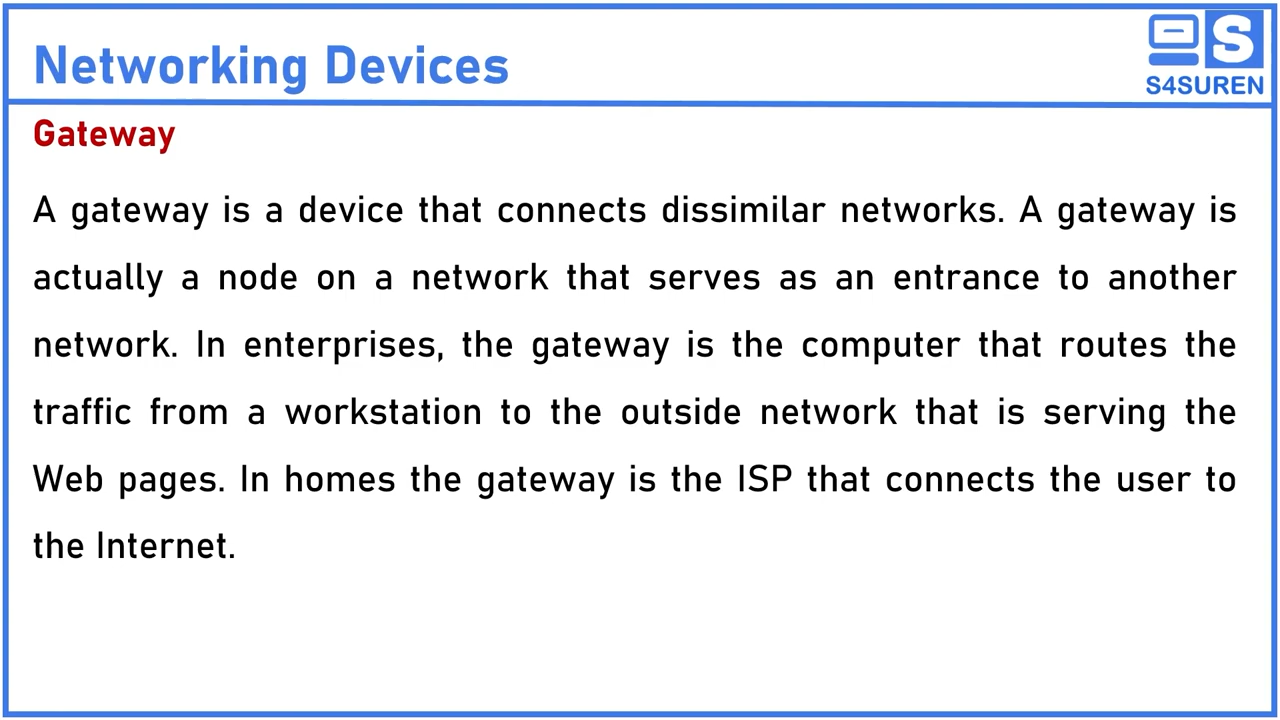 Networking Devices
S
S4SUREN
Gateway
A gateway is a device that connects dissimilar networks. A gateway is
actually a node on a network that serves as an entrance to another
network. In enterprises, the gateway is the computer that routes the
traffic from a workstation to the outside network that is serving the
Web pages. In homes the gateway is the ISP that connects the user to
the Internet.